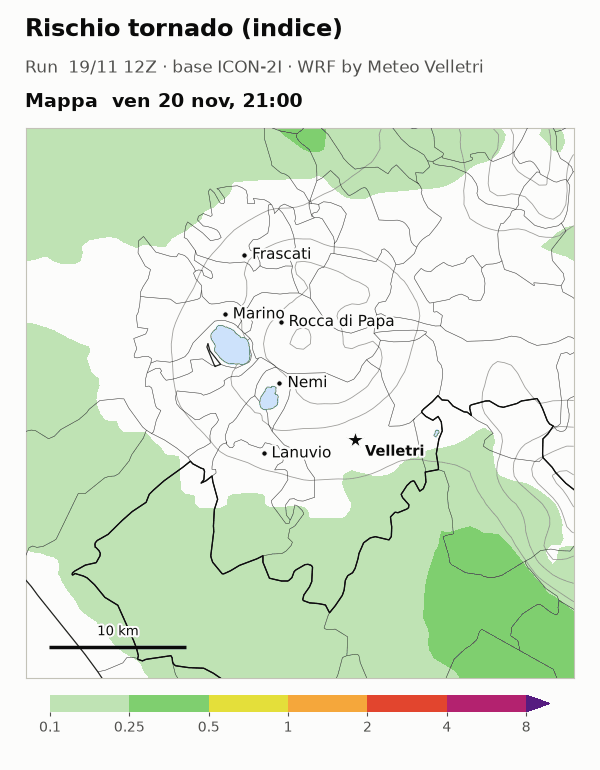 Rischio tornado (indice)
Run  19/11 12Z · base ICON-2I · WRF by Meteo Velletri
Mappa  ven 20 nov, 21:00
Frascati
Marino
Rocca di Papa
Nemi
Velletri
Lanuvio
10 km
0.1 0.25 0.5 1 2 4 8